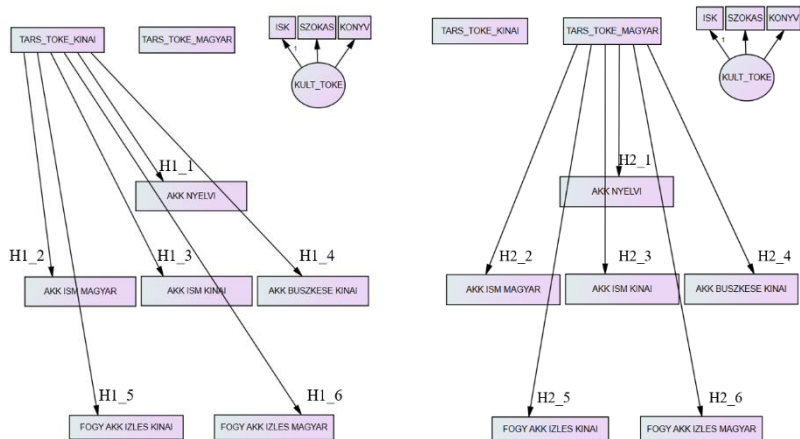 TARS_TOKE_KINAI
TARS_TOKE_MAGYAR
ISK
SZOKAS
KONYV
1
KULT_TOKE
H1_1
AKK NYELVI
H1_2
H1_3
H1_4
AKK ISM MAGYAR
AKK ISM KINAI
AKK BUSZKESE KINAI
H1_5
H1_6
FOGY AKK IZLES KINAI
FOGY AKK IZLES MAGYAR
TARS_TOKE_KINAI
TARS_TOKE_MAGYAR
ISK
SZOKAS
KONYV
1
KULT_TOKE
H2_1
AKK NYELVI
H2_2
H2_3
H2_4
AKK ISM MAGYAR
AKK ISM KINAI
AKK BUSZKESE KINAI
H2_5
H2_6
FOGY AKK IZLES KINAI
FOGY AKK IZLES MAGYAR